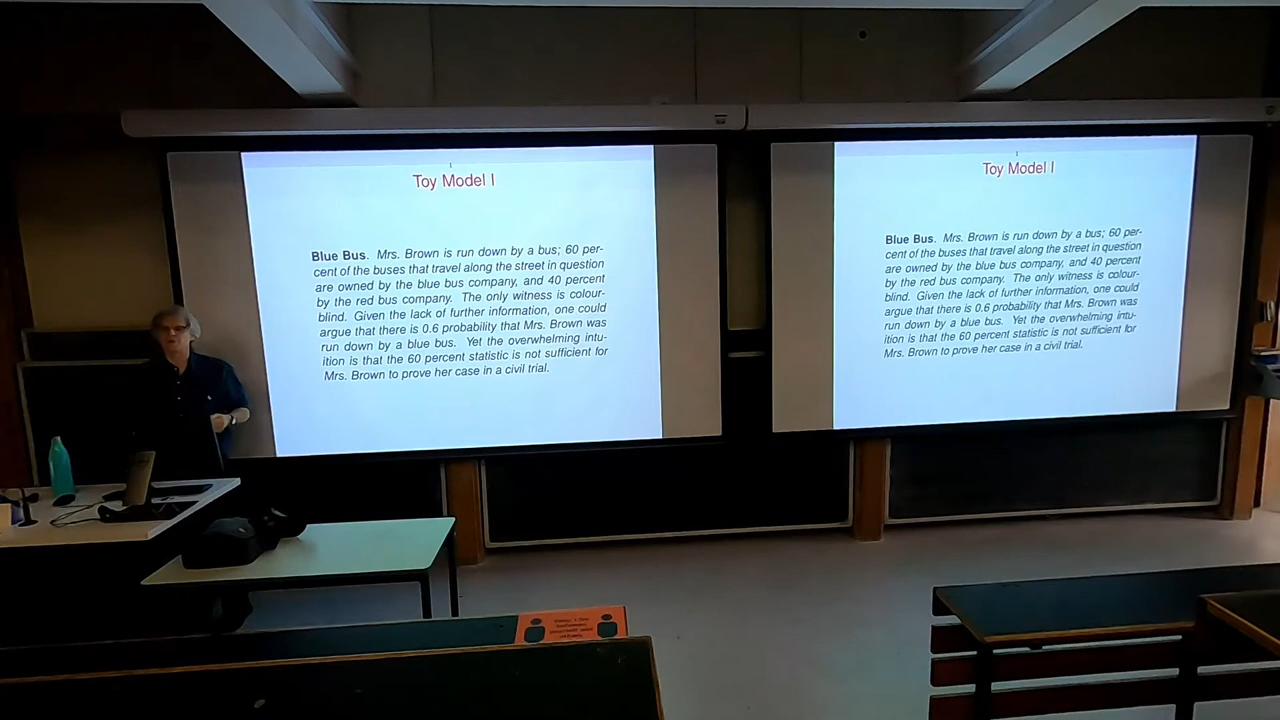 Toy Model I
Blue Bus. Mrs. Brown is run down by a bus; 60 per-
cent of the buses that travel along the street in question
are owned by the blue bus company, and 40 percent
by the red bus company. The only witness is colour-
blind. Given the lack of further information, one could
argue that there is 0.6 probability that Mrs. Brown was
run down by a blue bus. Yet the overwhelming intu-
ition is that the 60 percent statistic is not sufficient for
Mrs. Brown to prove her case in a civil trial.
Toy Model I
Blue Bus. Mrs. Brown is run down by a bus; 60 per-
cent of the buses that travel along the street in question
are owned by the blue bus company, and 40 percent
by the red bus company. The only witness is colour-
blind. Given the lack of further information, one could
argue that there is 0.6 probability that Mrs. Brown was
run down by a blue bus. Yet the overwhelming intu-
ition is that the 60 percent statistic is not sufficient for
Mrs. Brown to prove her case in a civil trial.